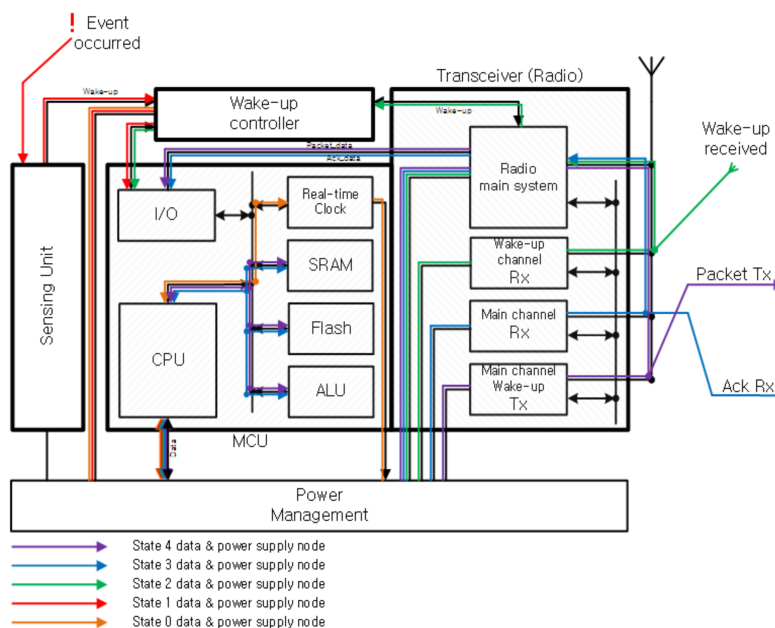 ! Event
occurred
Transceiver (Radio)
Wake-up
Wake-up
controller
Wake-up
Wake-up
received
Packet data
Ack data
Radio
main system
I/O
Real-time
Clock
Sensing Unit
SRAM
Wake-up
channel
Rx
Packet Tx
CPU
Flash
Main channel
Rx
ALU
Main channel
Wake-up
Tx
Ack Rx
MCU
Data
Power
Management
State 4 data & power supply node
State 3 data & power supply node
State 2 data & power supply node
State 1 data & power supply node
State 0 data & power supply node